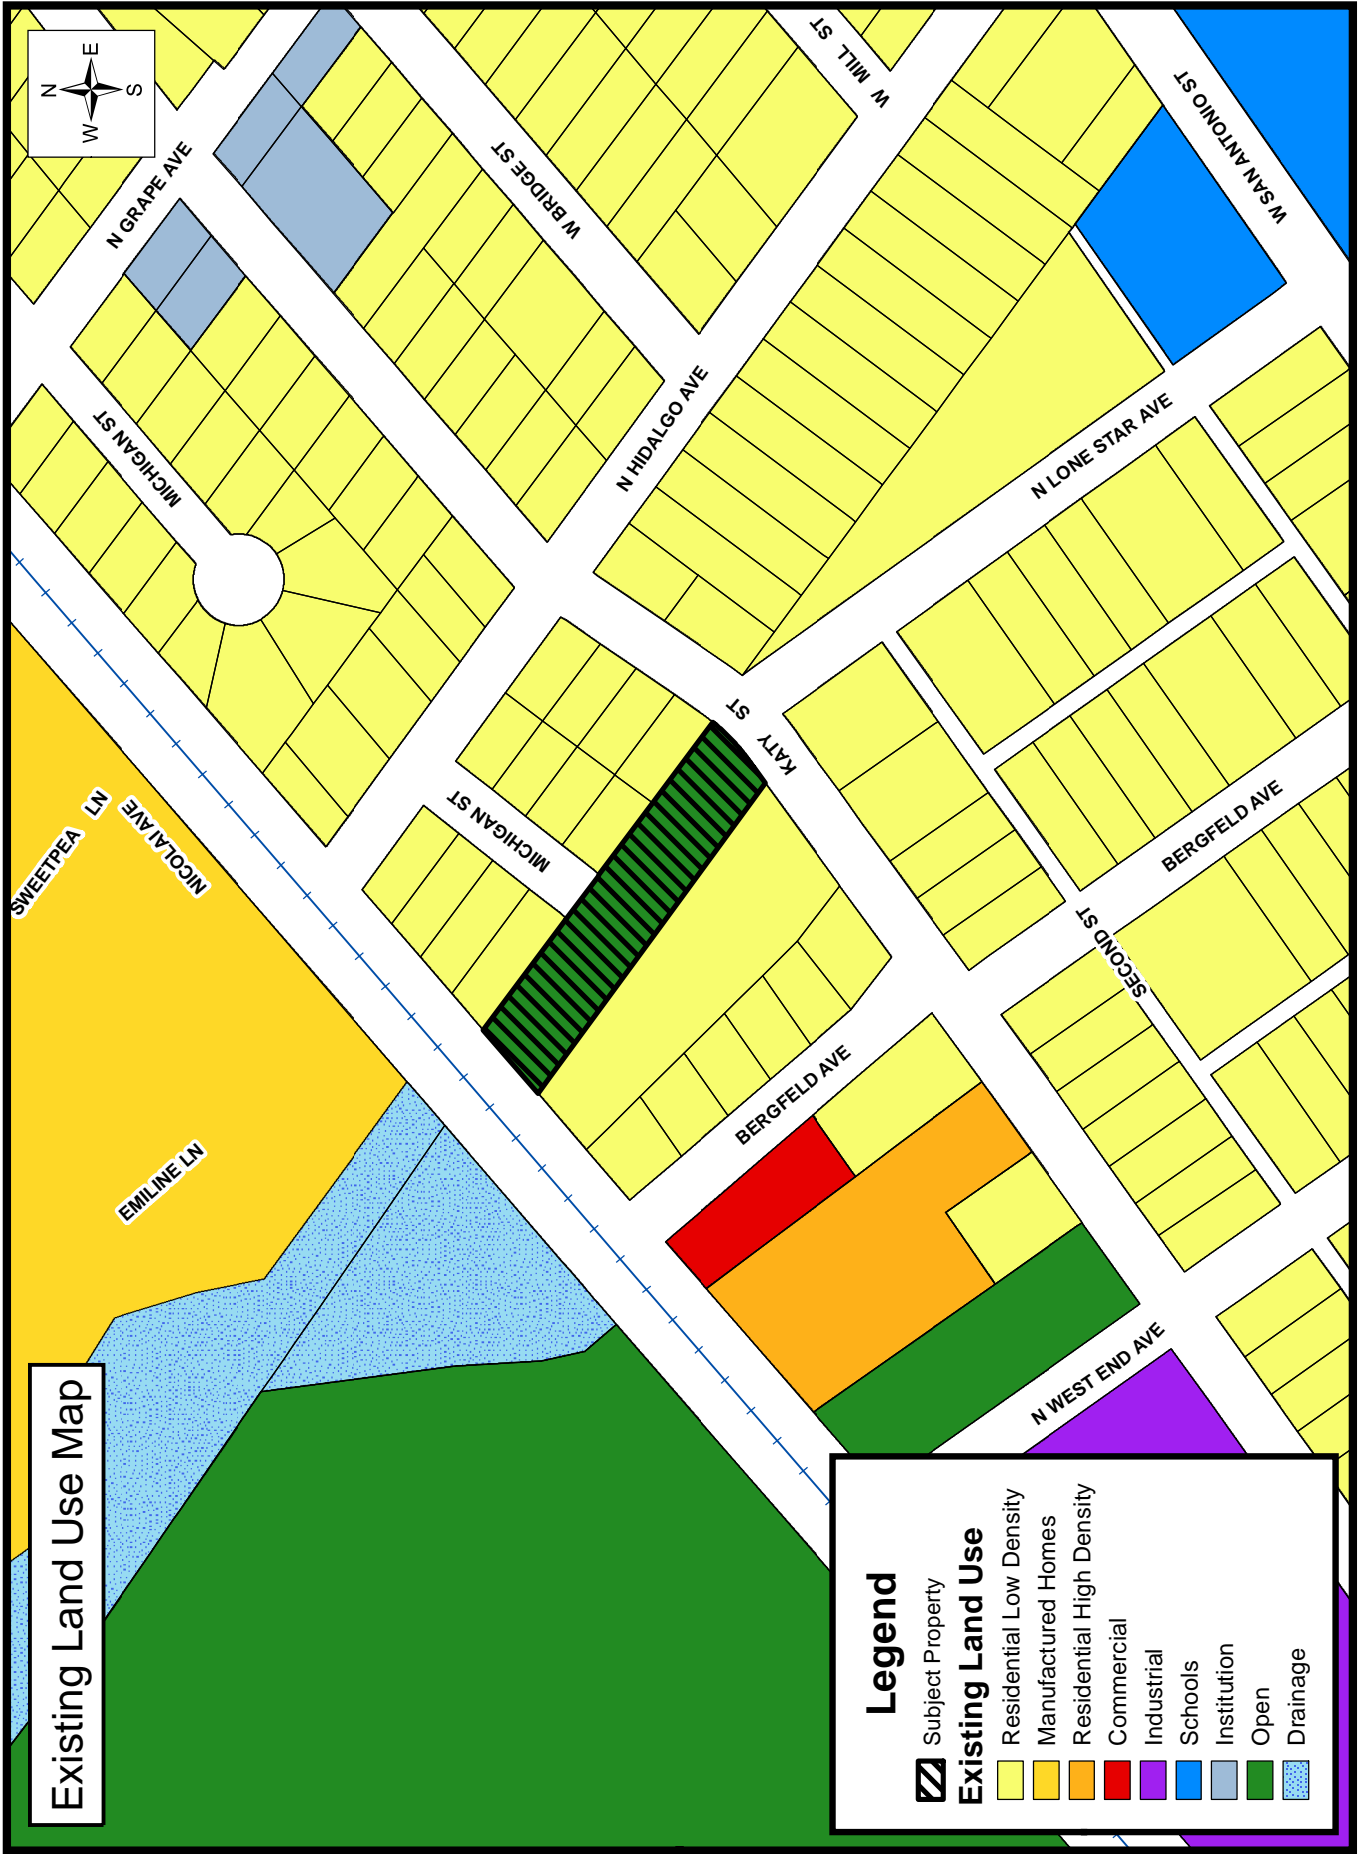 Existing Land Use Map
N
W E
S
SWEETPEA LN
NICOLAI AVE
EMILINE LN
N GRAPE AVE
MICHIGAN ST
W BRIDGE ST
W MILL ST
N HIDALGO AVE
W SAN ANTONIO ST
MICHIGAN ST
KATY ST
N LONE STAR AVE
BERGFELD AVE
SECOND ST
BERGFELD AVE
N WEST END AVE
Legend
Subject Property
Existing Land Use
Residential Low Density
Manufactured Homes
Residential High Density
Commercial
Industrial
Schools
Institution
Open
Drainage